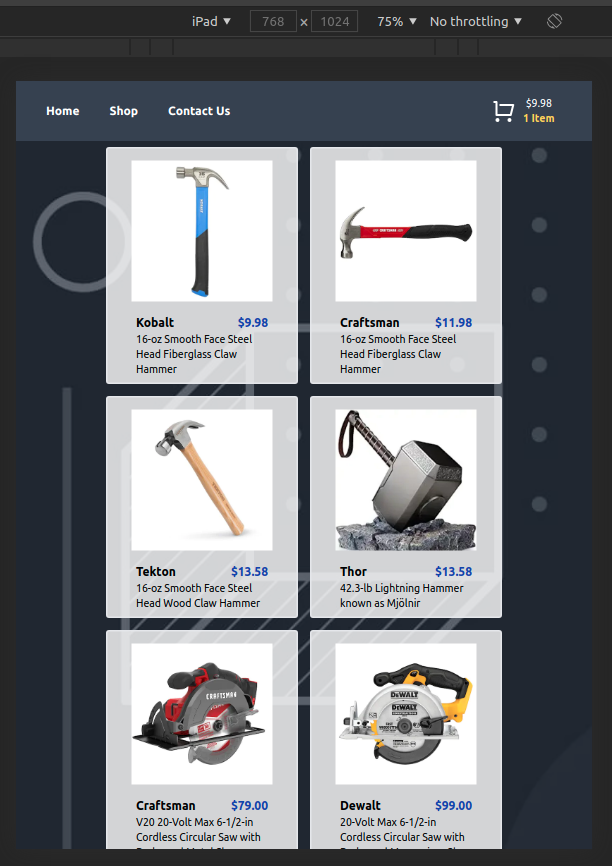 iPad ▼ 768 × 1024 75% ▼ No throttling ▼
Home Shop Contact Us
$9.98
1 Item
Kobalt $9.98
16-oz Smooth Face Steel
Head Fiberglass Claw
Hammer
Craftsman $11.98
16-oz Smooth Face Steel
Head Fiberglass Claw
Hammer
Tekton $13.58
16-oz Smooth Face Steel
Head Wood Claw Hammer
Thor $13.58
42.3-lb Lightning Hammer
known as Mjölnir
CRAFTSMAN
DEWALT
DEWALT
Craftsman $79.00
V20 20-Volt Max 6-1/2-in
Cordless Circular Saw with
Dewalt $99.00
20-Volt Max 6-1/2-in
Cordless Circular Saw with